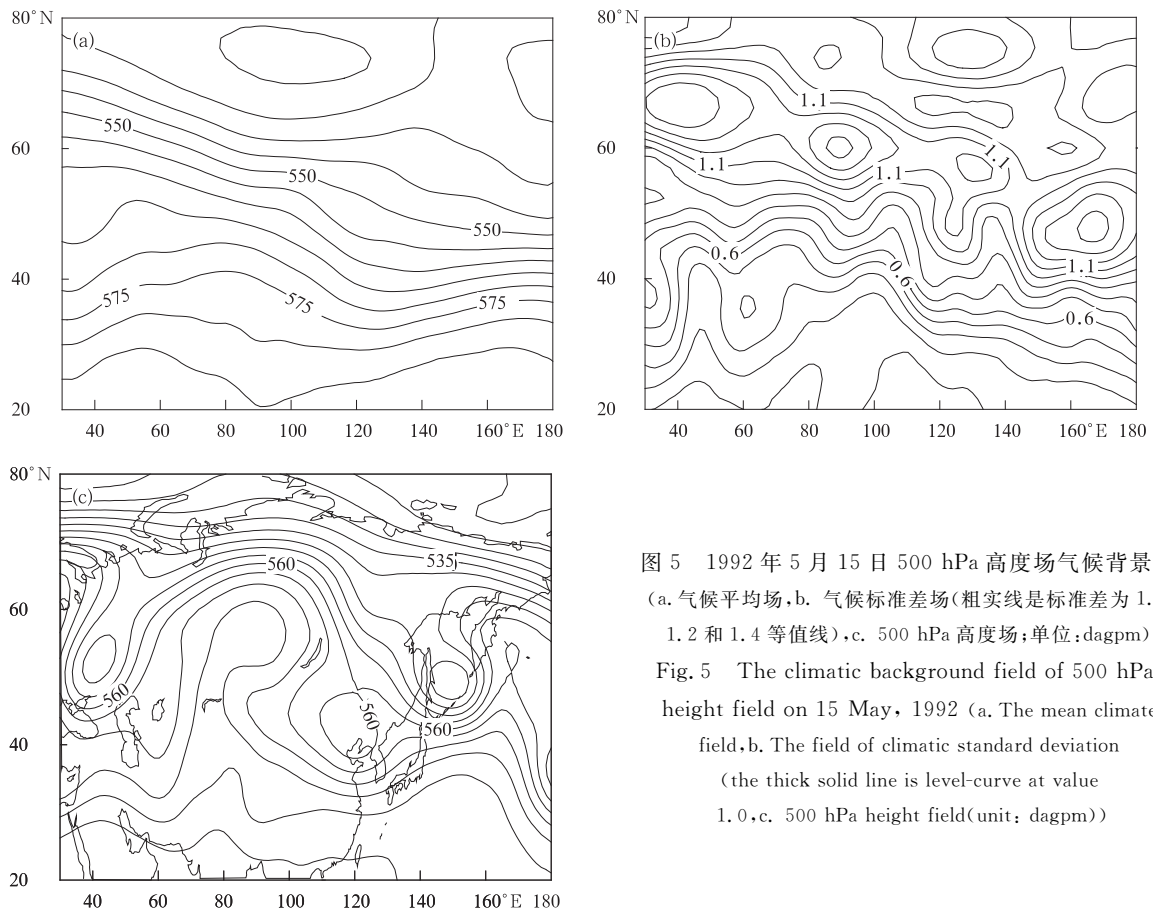 80°N
(a)
550
550
550
60
40
575
575
575
20
40 60 80 100 120 140 160°E 180
80°N
(b)
1.1
1.1
1.1
1.1
60
0.6
0.6
1.1
40
0.6
20
40 60 80 100 120 140 160°E 180
80°N
(c)
560
535
60
560
560
560
40
20
40 60 80 100 120 140 160°E 180
图 5 1992 年 5 月 15 日 500 hPa 高度场气候背景
(a. 气候平均场,b. 气候标准差场(粗实线是标准差为 1.
1.2 和 1.4 等值线),c. 500 hPa 高度场;单位:dagpm)
Fig. 5 The climatic background field of 500 hPa
height field on 15 May, 1992 (a. The mean climate
field,b. The field of climatic standard deviation
(the thick solid line is level-curve at value
1.0,c. 500 hPa height field(unit: dagpm))